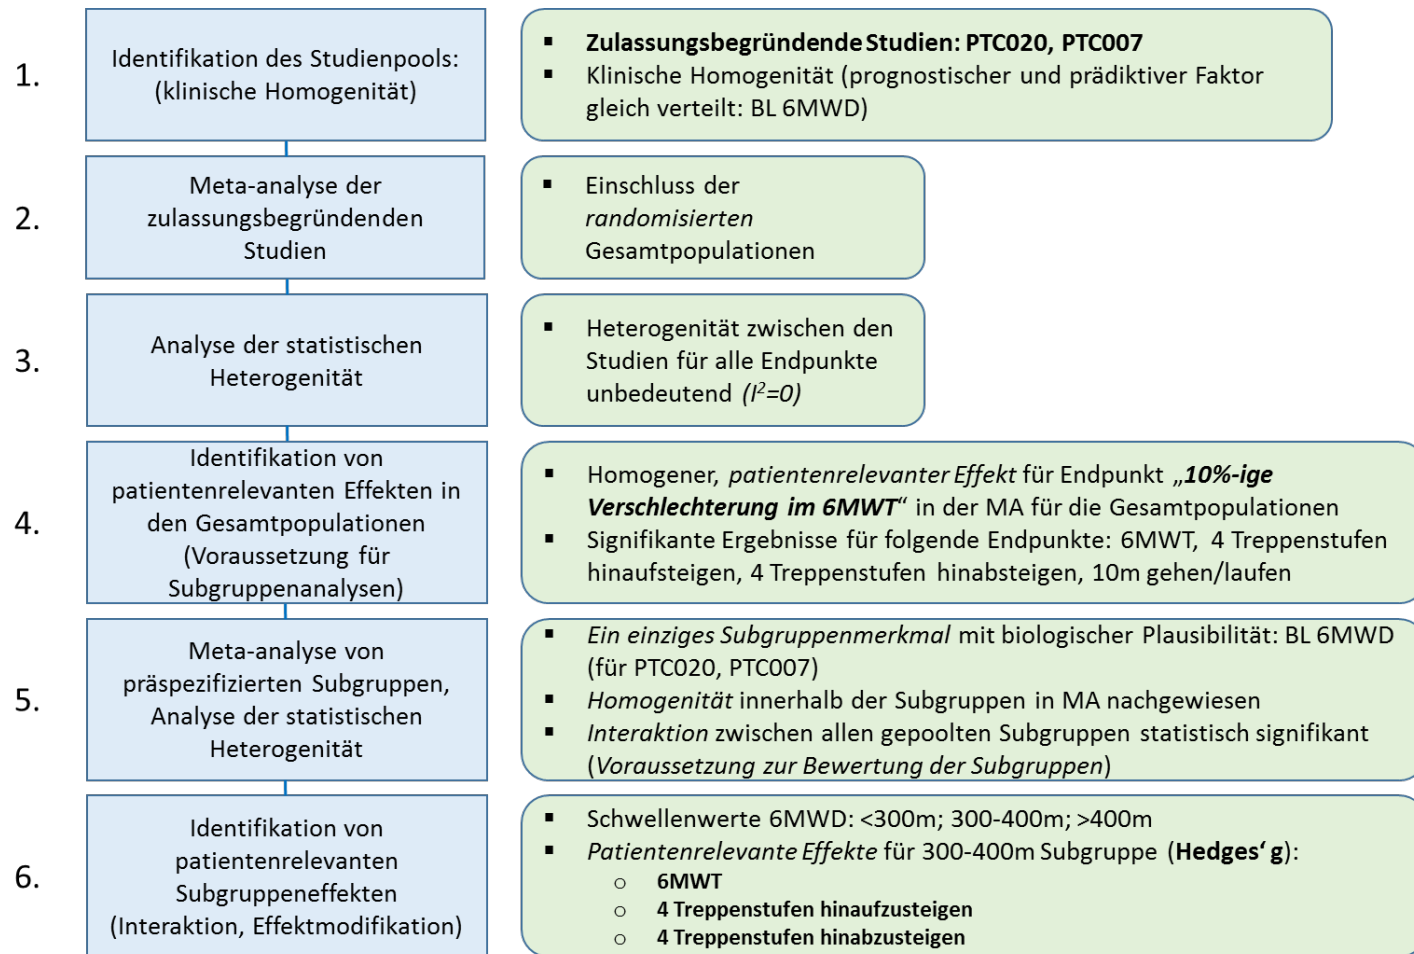 1.
Identifikation des Studienpools:
(klinische Homogenität)
▪ Zulassungsbegründende Studien: PTC020, PTC007
▪ Klinische Homogenität (prognostischer und prädiktiver Faktor
gleich verteilt: BL 6MWD)
2.
Meta-analyse der
zulassungsbegründenden
Studien
▪ Einschluss der
randomisierten
Gesamtpopulationen
3.
Analyse der statistischen
Heterogenität
▪ Heterogenität zwischen den
Studien für alle Endpunkte
unbedeutend (I²=0)
4.
Identifikation von
patientenrelevanten Effekten in
den Gesamtpopulationen
(Voraussetzung für
Subgruppenanalysen)
▪ Homogener, patientenrelevanter Effekt für Endpunkt „10%-ige
Verschlechterung im 6MWT“ in der MA für die Gesamtpopulationen
▪ Signifikante Ergebnisse für folgende Endpunkte: 6MWT, 4 Treppenstufen
hinaufsteigen, 4 Treppenstufen hinabsteigen, 10m gehen/laufen
5.
Meta-analyse von
präspezifizierten Subgruppen,
Analyse der statistischen
Heterogenität
▪ Ein einziges Subgruppenmerkmal mit biologischer Plausibilität: BL 6MWD
(für PTC020, PTC007)
▪ Homogenität innerhalb der Subgruppen in MA nachgewiesen
▪ Interaktion zwischen allen gepoolten Subgruppen statistisch signifikant
(Voraussetzung zur Bewertung der Subgruppen)
6.
Identifikation von
patientenrelevanten
Subgruppeneffekten
(Interaktion, Effektmodifikation)
▪ Schwellenwerte 6MWD: <300m; 300-400m; >400m
▪ Patientenrelevante Effekte für 300-400m Subgruppe (Hedges‘ g):
o 6MWT
o 4 Treppenstufen hinaufzusteigen
o 4 Treppenstufen hinabzusteigen